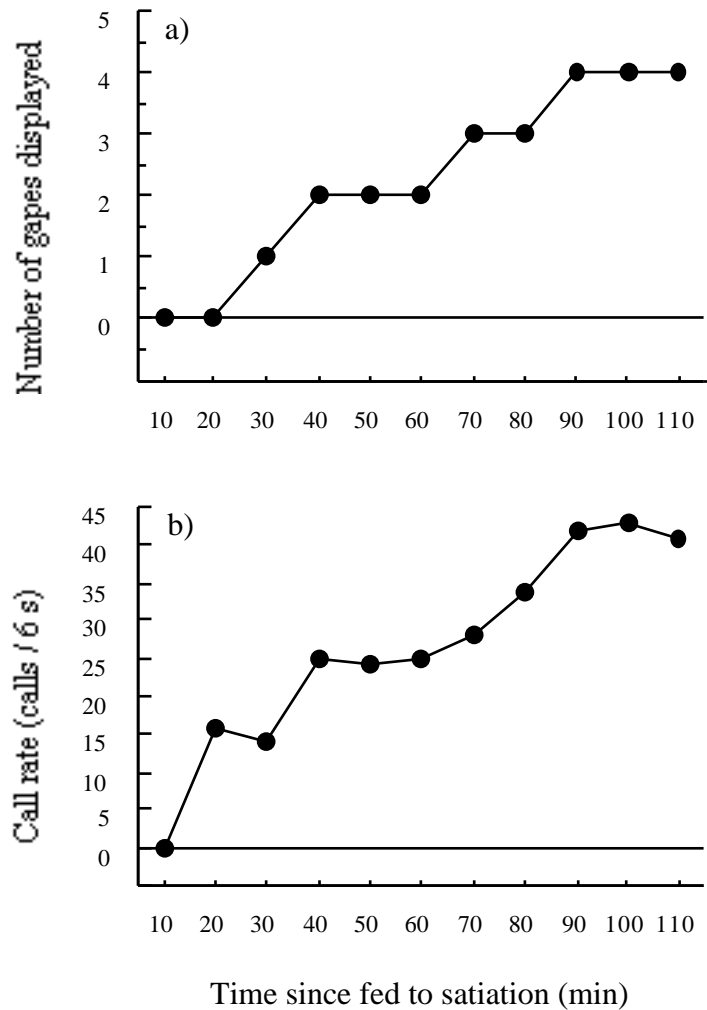 a)
Number of gapes displayed
5
4
3
2
1
0
10 20 30 40 50 60 70 80 90 100 110
b)
Call rate (calls / 6 s)
45
40
35
30
25
20
15
10
5
0
10 20 30 40 50 60 70 80 90 100 110
Time since fed to satiation (min)